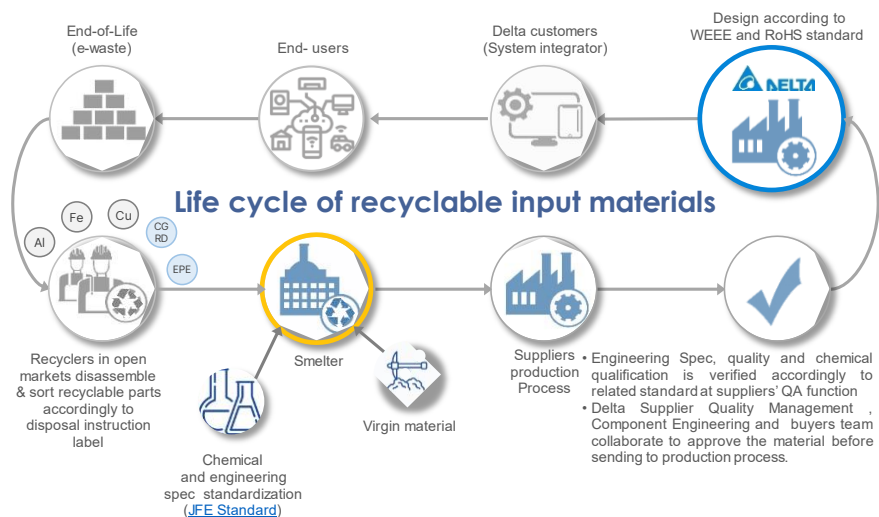 End-of-Life
(e-waste)
End- users
Delta customers
(System integrator)
Design according to
WEEE and RoHS standard
DELTA
Life cycle of recyclable input materials
Al
Fe
Cu
CG
RD
EPE
Recyclers in open
markets disassemble
& sort recyclable parts
accordingly to
disposal instruction
label
Smelter
Chemical
and engineering
spec standardization
(JFE Standard)
Virgin material
Suppliers
production
Process
• Engineering Spec, quality and chemical
qualification is verified accordingly to
related standard at suppliers' QA function
• Delta Supplier Quality Management ,
Component Engineering and buyers team
collaborate to approve the material before
sending to production process.